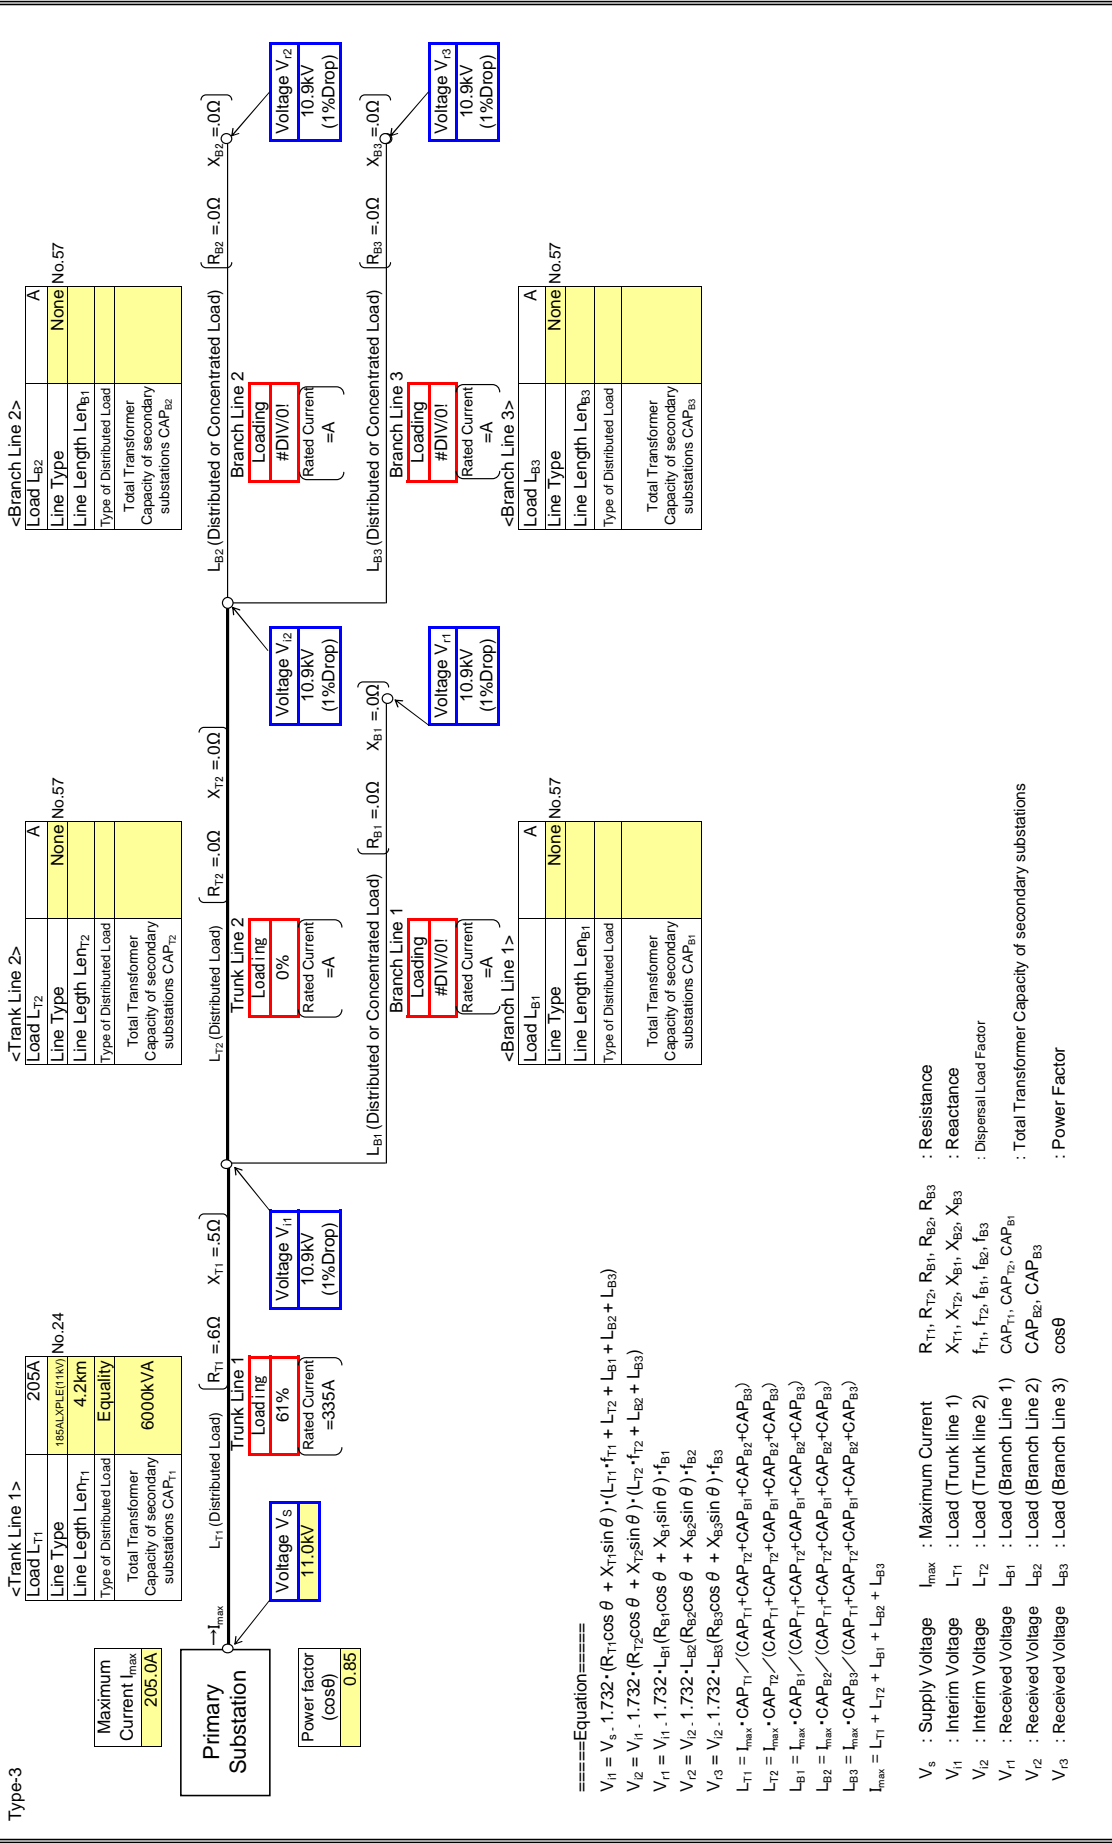 Type-3
Maximum
Current Imax
205.0A
Primary
Substation
Power factor
(cosθ)
0.85
→Imax
Voltage VS
11.0kV
<Trank Line 1>
Load LT1 205A
Line Type 185ALXPLE(11kV) No.24
Line Legth LenT1 4.2km
Type of Distributed Load Equality
Total Transformer
Capacity of secondary
substations CAPT1
6000kVA
LT1 (Distributed Load) RT1 =.6Ω XT1 =.5Ω
Trunk Line 1
Loading
61%
Rated Current
=335A
Voltage Vi1
10.9kV
(1%Drop)
<Trank Line 2>
Load LT2 A
Line Type None No.57
Line Length LenT2
Type of Distributed Load
Total Transformer
Capacity of secondary
substations CAPT2
LT2 (Distributed Load) RT2 =.0Ω XT2 =.0Ω
Trunk Line 2
Loading
0%
Rated Current
=A
Voltage Vi2
10.9kV
(1%Drop)
LB1 (Distributed or Concentrated Load) RB1 =.0Ω XB1 =.0Ω
Branch Line 1
Loading
#DIV/0!
Rated Current
=A
Voltage Vr1
10.9kV
(1%Drop)
<Branch Line 1>
Load LB1 A
Line Type None No.57
Line Length LenB1
Type of Distributed Load
Total Transformer
Capacity of secondary
substations CAPB1
<Branch Line 2>
Load LB2 A
Line Type None No.57
Line Length LenB1
Type of Distributed Load
Total Transformer
Capacity of secondary
substations CAPB2
LB2 (Distributed or Concentrated Load) RB2 =.0Ω XB2 =.0Ω
Branch Line 2
Loading
#DIV/0!
Rated Current
=A
Voltage Vr2
10.9kV
(1%Drop)
LB3 (Distributed or Concentrated Load) RB3 =.0Ω XB3 =.0Ω
Branch Line 3
Loading
#DIV/0!
Rated Current
=A
Voltage Vr3
10.9kV
(1%Drop)
<Branch Line 3>
Load LB3 A
Line Type None No.57
Line Length LenB3
Type of Distributed Load
Total Transformer
Capacity of secondary
substations CAPB3
=====Equation=====
Vi1 = Vs - 1.732・(RT1cos θ + XT1sin θ)・(LT1・fT1 + LT2 + LB1 + LB2 + LB3)
Vi2 = Vi1 - 1.732・(RT2cos θ + XT2sin θ)・(LT2・fT2 + LB2 + LB3)
Vr1 = Vi1 - 1.732・LB1(RB1cos θ + XB1sin θ)・fB1
Vr2 = Vi2 - 1.732・LB2(RB2cos θ + XB2sin θ)・fB2
Vr3 = Vi2 - 1.732・LB3(RB3cos θ + XB3sin θ)・fB3
LT1 = Imax・CAPT1／(CAPT1+CAPT2+CAPB1+CAPB2+CAPB3)
LT2 = Imax・CAPT2／(CAPT1+CAPT2+CAPB1+CAPB2+CAPB3)
LB1 = Imax・CAPB1／(CAPT1+CAPT2+CAPB1+CAPB2+CAPB3)
LB2 = Imax・CAPB2／(CAPT1+CAPT2+CAPB1+CAPB2+CAPB3)
LB3 = Imax・CAPB3／(CAPT1+CAPT2+CAPB1+CAPB2+CAPB3)
Imax = LT1 + LT2 + LB1 + LB2 + LB3
Vs : Supply Voltage Imax : Maximum Current RT1, RT2, RB1, RB2, RB3 : Resistance
Vi1 : Interim Voltage LT1 : Load (Trunk line 1) XT1, XT2, XB1, XB2, XB3 : Reactance
Vi2 : Interim Voltage LT2 : Load (Trunk line 2) fT1, fT2, fB1, fB2, fB3 : Dispersal Load Factor
Vr1 : Received Voltage LB1 : Load (Branch Line 1) CAPT1, CAPT2, CAPB1 : Total Transformer Capacity of secondary substations
Vr2 : Received Voltage LB2 : Load (Branch Line 2) CAPB2, CAPB3
Vr3 : Received Voltage LB3 : Load (Branch Line 3) cosθ : Power Factor